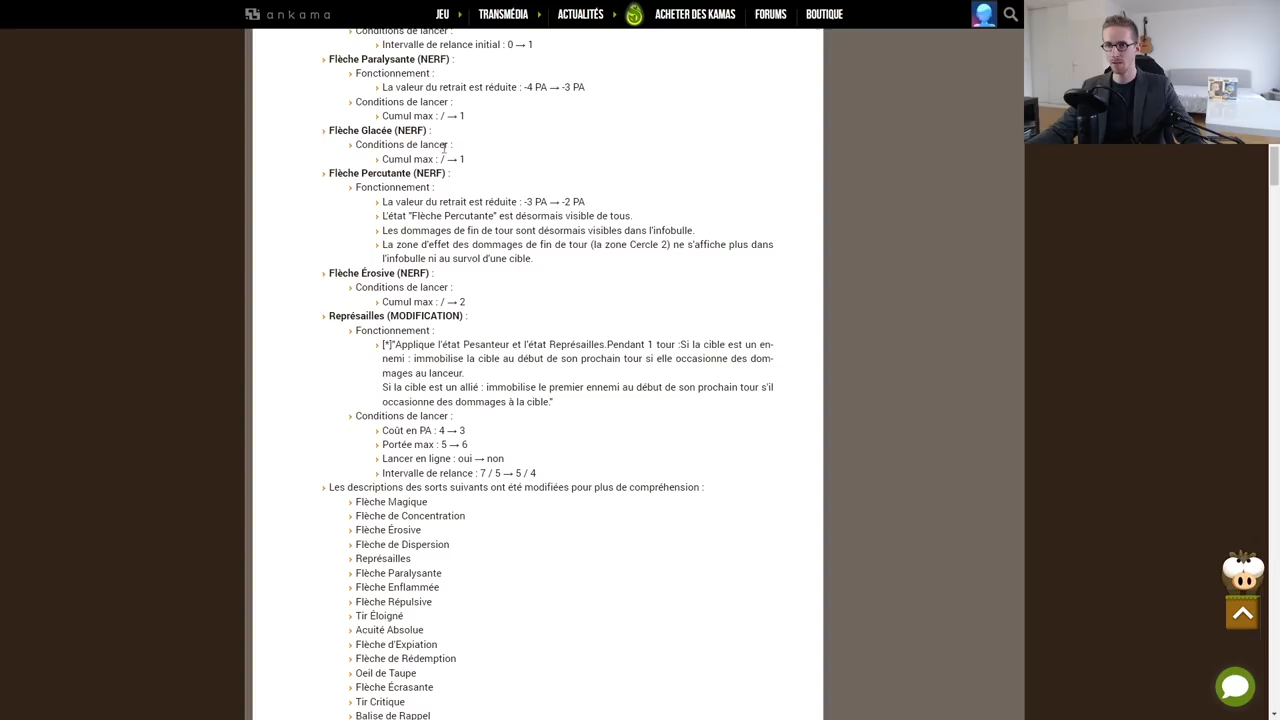 ankama
JEU TRANSMÉDIA ACTUALITÉS ACHETER DES KAMAS FORUMS BOUTIQUE
Conditions de lancer :
Intervalle de relance initial : 0 → 1
Flèche Paralysante (NERF) :
Fonctionnement :
La valeur du retrait est réduite : -4 PA → -3 PA
Conditions de lancer :
Cumul max : / → 1
Flèche Glacée (NERF) :
Conditions de lancer :
Cumul max : / → 1
Flèche Percutante (NERF) :
Fonctionnement :
La valeur du retrait est réduite : -3 PA → -2 PA
L'état "Flèche Percutante" est désormais visible de tous.
Les dommages de fin de tour sont désormais visibles dans l'infobulle.
La zone d'effet des dommages de fin de tour (la zone Cercle 2) ne s'affiche plus dans
l'infobulle ni au survol d'une cible.
Flèche Érosive (NERF) :
Conditions de lancer :
Cumul max : / → 2
Représailles (MODIFICATION) :
Fonctionnement :
[*]"Applique l'état Pesanteur et l'état Représailles.Pendant 1 tour :Si la cible est un en-
nemi : immobilise la cible au début de son prochain tour si elle occasionne des dom-
mages au lanceur.
Si la cible est un allié : immobilise le premier ennemi au début de son prochain tour s'il
occasionne des dommages à la cible."
Conditions de lancer :
Coût en PA : 4 → 3
Portée max : 5 → 6
Lancer en ligne : oui → non
Intervalle de relance : 7 / 5 → 5 / 4
Les descriptions des sorts suivants ont été modifiées pour plus de compréhension :
Flèche Magique
Flèche de Concentration
Flèche Érosive
Flèche de Dispersion
Représailles
Flèche Paralysante
Flèche Enflammée
Flèche Répulsive
Tir Éloigné
Acuité Absolue
Flèche d'Expiation
Flèche de Rédemption
Oeil de Taupe
Flèche Écrasante
Tir Critique
Balise de Rappel